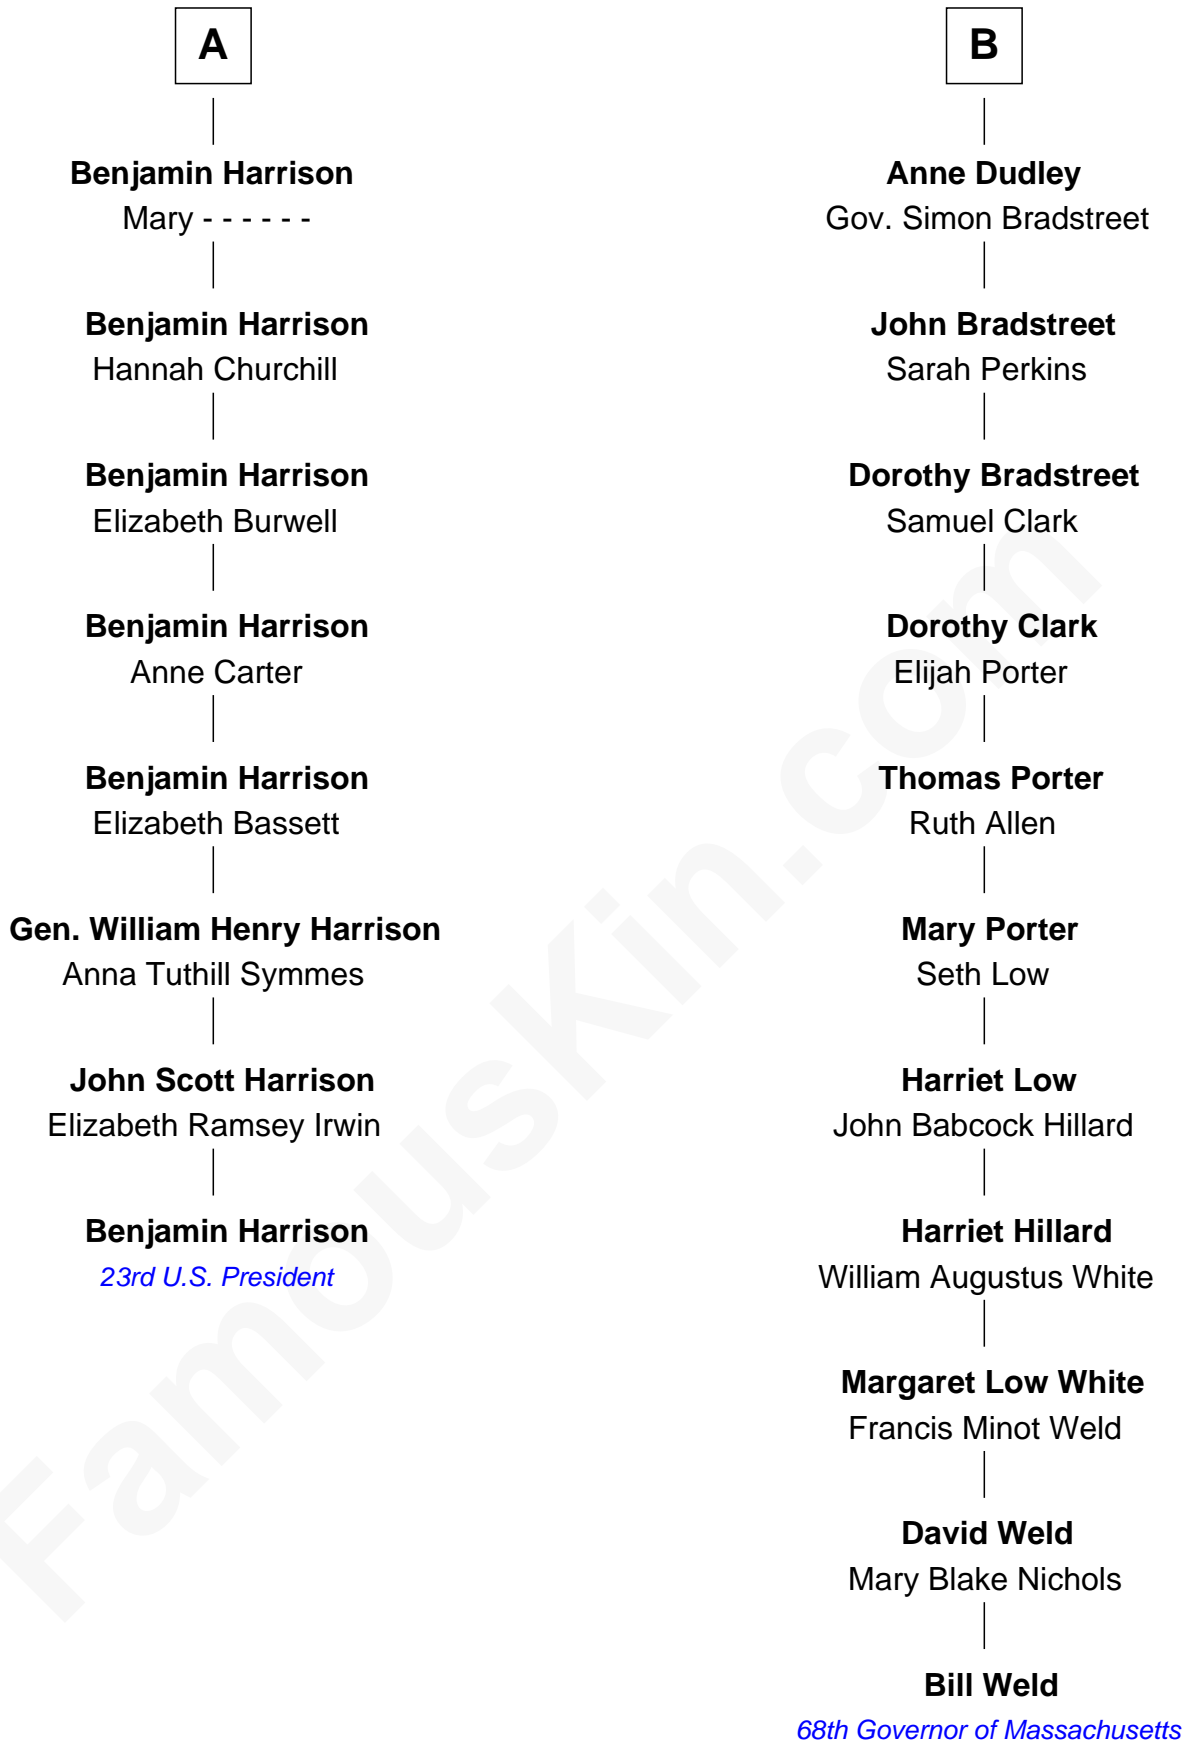 A
Benjamin Harrison
Mary - - - - - -
Benjamin Harrison
Hannah Churchill
Benjamin Harrison
Elizabeth Burwell
Benjamin Harrison
Anne Carter
Benjamin Harrison
Elizabeth Bassett
Gen. William Henry Harrison
Anna Tuthill Symmes
John Scott Harrison
Elizabeth Ramsey Irwin
Benjamin Harrison
23rd U.S. President
B
Anne Dudley
Gov. Simon Bradstreet
John Bradstreet
Sarah Perkins
Dorothy Bradstreet
Samuel Clark
Dorothy Clark
Elijah Porter
Thomas Porter
Ruth Allen
Mary Porter
Seth Low
Harriet Low
John Babcock Hillard
Harriet Hillard
William Augustus White
Margaret Low White
Francis Minot Weld
David Weld
Mary Blake Nichols
Bill Weld
68th Governor of Massachusetts
FamousKin.com